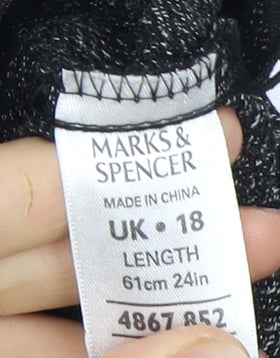 MARKS &
SPENCER
MADE IN CHINA
UK • 18
LENGTH
61cm 24in
4867 852